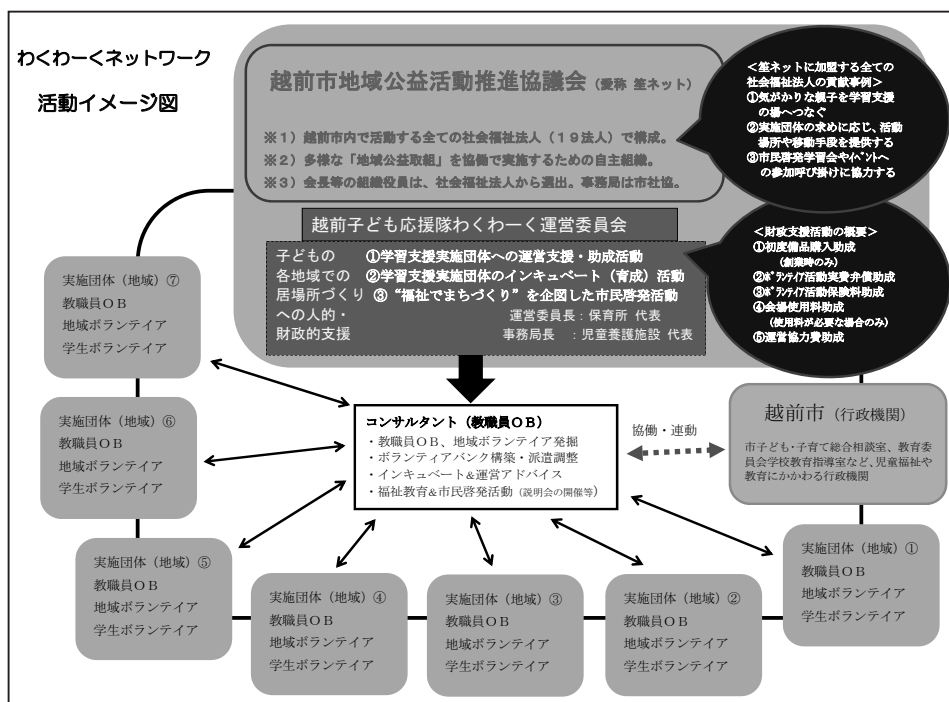 わくわーくネットワーク
活動イメージ図
越前市地域公益活動推進協議会（愛称 笙ネット）
※１）越前市内で活動する全ての社会福祉法人（１９法人）で構成。
※２）多様な「地域公益取組」を協働で実施するための自主組織。
※３）会長等の組織役員は、社会福祉法人から選出。事務局は市社協。
＜笙ネットに加盟する全ての
社会福祉法人の貢献事例＞
①気がかりな親子を学習支援
の場へつなぐ
②実施団体の求めに応じ、活動
場所や移動手段を提供する
③市民啓発学習会やｲﾍﾞﾝﾄへ
の参加呼び掛けに協力する
越前子ども応援隊わくわーく運営委員会
子どもの
各地域での
居場所づくり
への人的・
財政的支援
①学習支援実施団体への運営支援・助成活動
②学習支援実施団体のインキュベート（育成）活動
③“福祉でまちづくり”を企図した市民啓発活動
運営委員長：保育所 代表
事務局長　：児童養護施設 代表
＜財政支援活動の概要＞
①初度備品購入助成
（創業時のみ）
②ﾎﾞﾗﾝﾃｨｱ活動実費弁償助成
③ﾎﾞﾗﾝﾃｨｱ活動保険料助成
④会場使用料助成
（使用料が必要な場合のみ）
⑤運営協力費助成
コンサルタント（教職員ＯＢ）
・教職員ＯＢ、地域ボランテイア発掘
・ボランティアバンク構築・派遣調整
・インキュベート&運営アドバイス
・福祉教育&市民啓発活動（説明会の開催等）
協働・連動
越前市（行政機関）
市子ども・子育て総合相談室、教育委
員会学校教育指導室など、児童福祉や
教育にかかわる行政機関
実施団体（地域）⑦
教職員ＯＢ
地域ボランテイア
学生ボランテイア
実施団体（地域）⑥
教職員ＯＢ
地域ボランテイア
学生ボランテイア
実施団体（地域）⑤
教職員ＯＢ
地域ボランテイア
学生ボランテイア
実施団体（地域）④
教職員ＯＢ
地域ボランテイア
学生ボランテイア
実施団体（地域）③
教職員ＯＢ
地域ボランテイア
学生ボランテイア
実施団体（地域）②
教職員ＯＢ
地域ボランテイア
学生ボランテイア
実施団体（地域）①
教職員ＯＢ
地域ボランテイア
学生ボランテイア